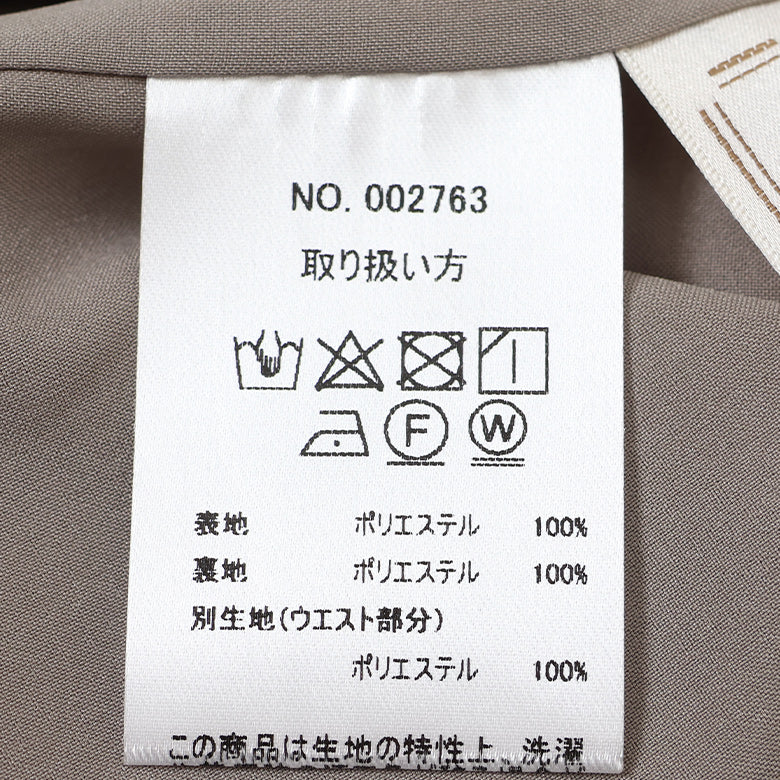 NO. 002763
取り扱い方
F W
表地 ポリエステル 100%
裏地 ポリエステル 100%
別生地(ウエスト部分)
ポリエステル 100%
この商品は生地の特性上、洗濯